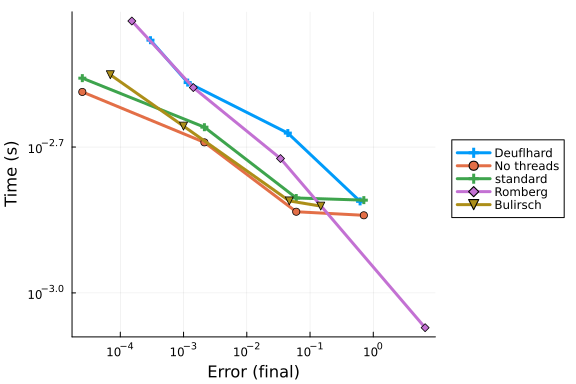 Time (s)
10^-2.7
10^-3.0
10^-4
10^-3
10^-2
10^-1
10^0
Error (final)
Deuflhard
No threads
standard
Romberg
Bulirsch